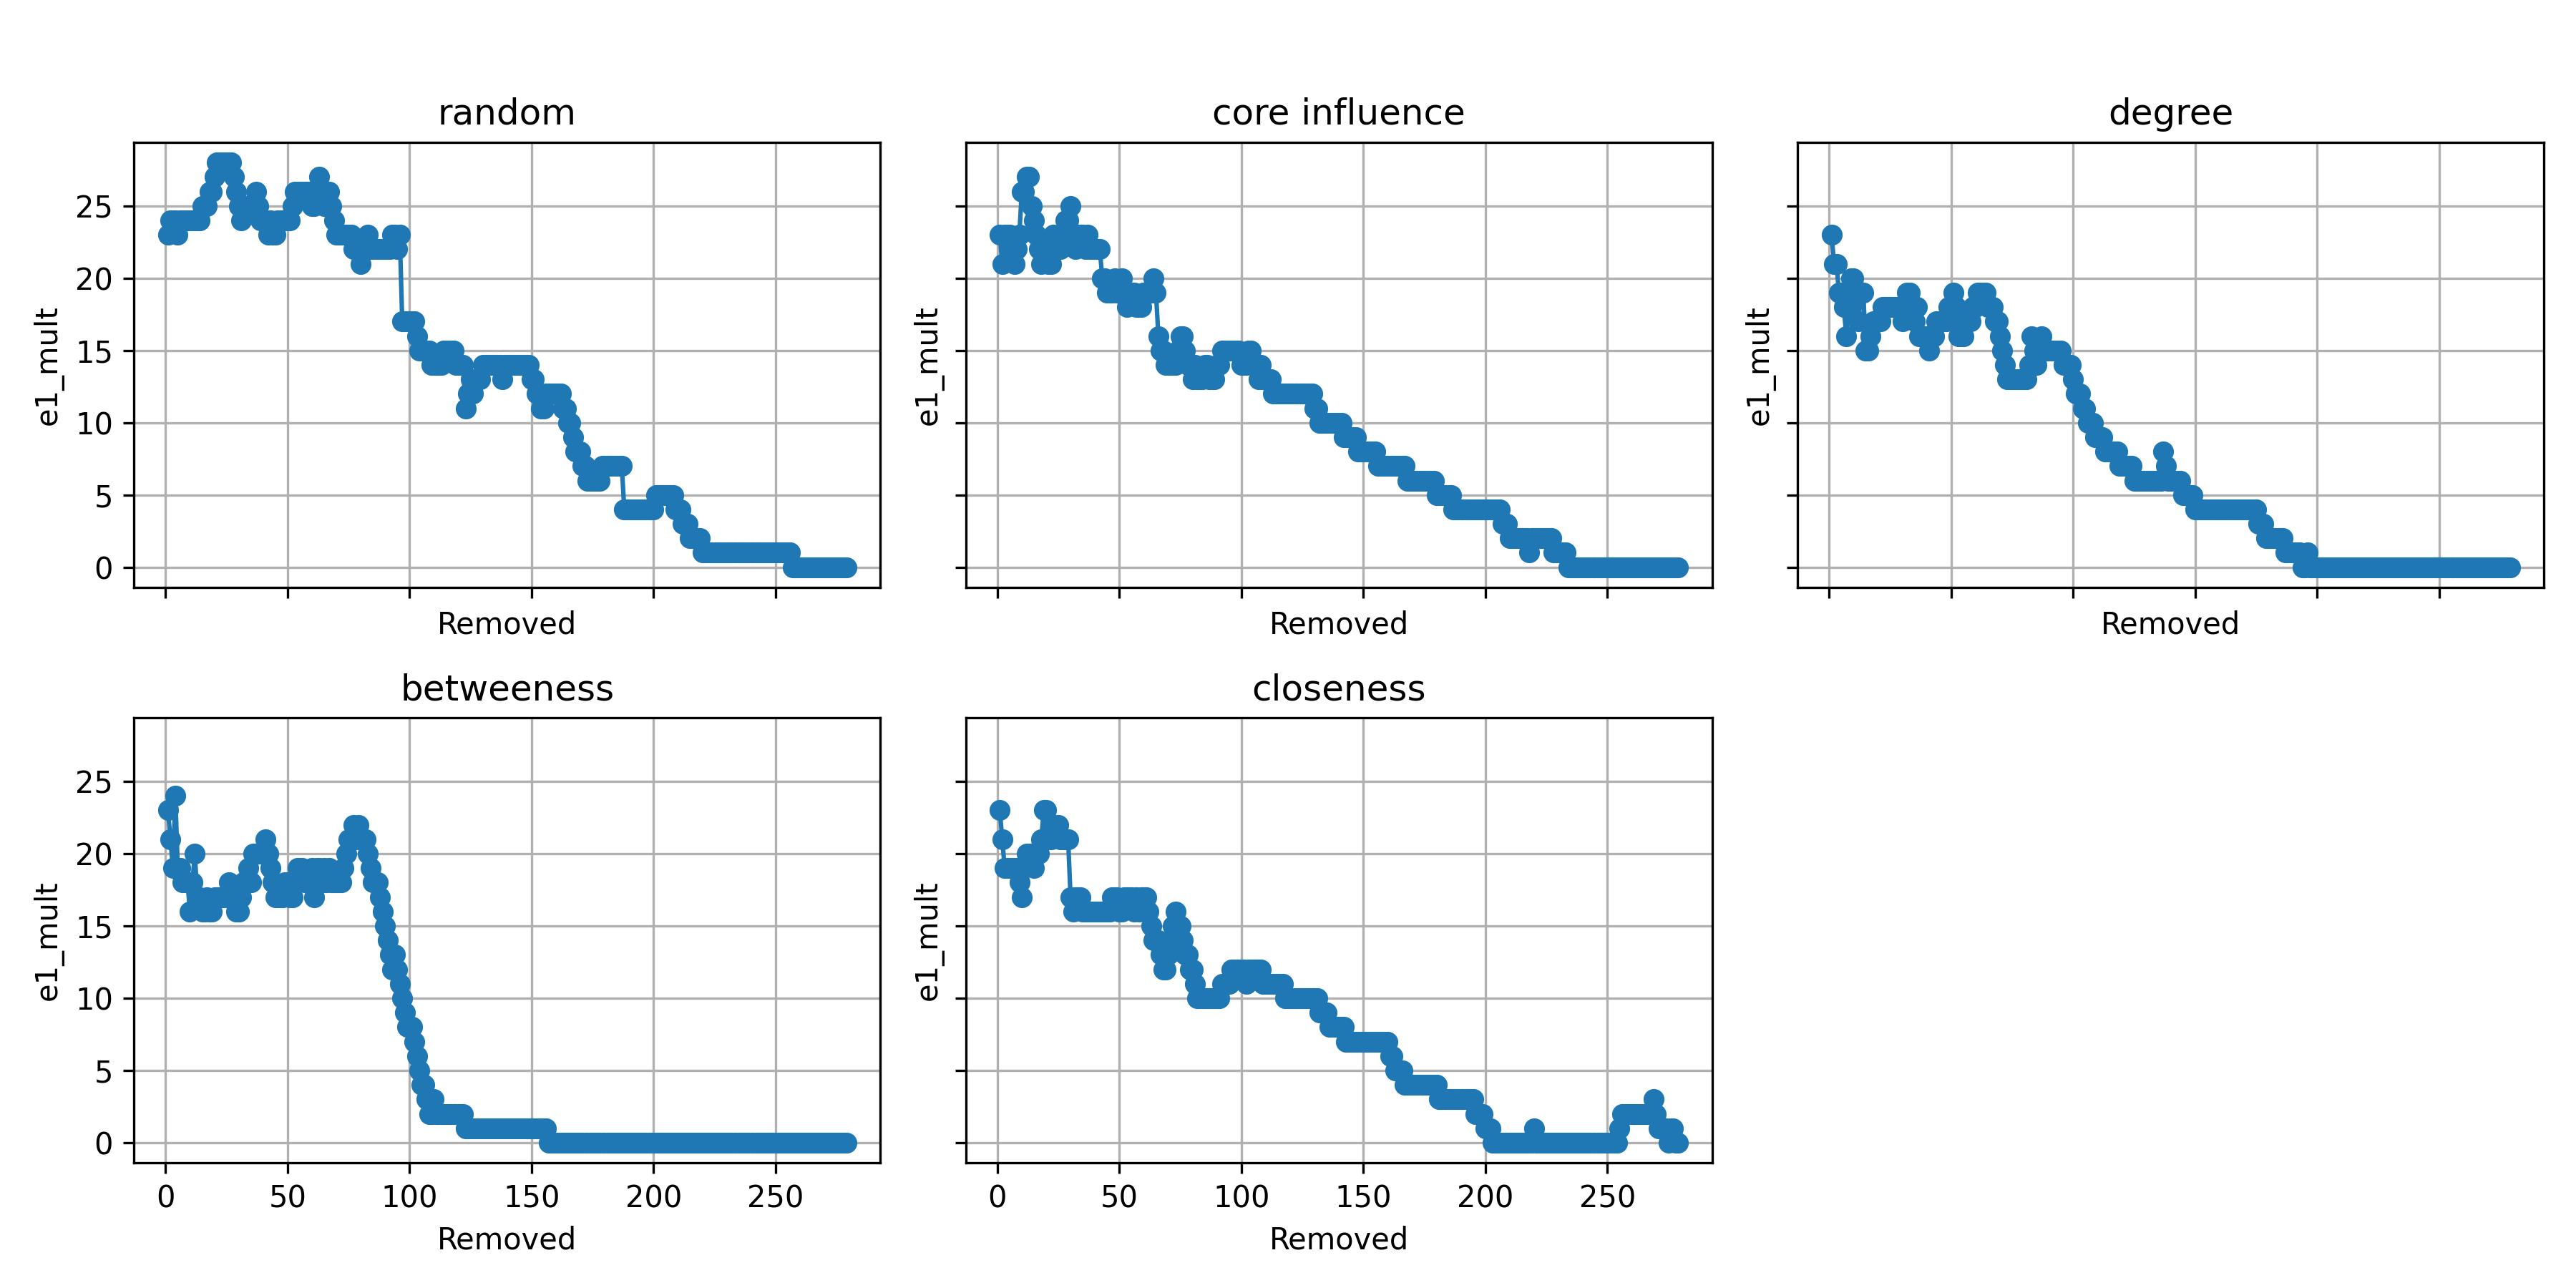 random
core influence
degree
25
20
15
10
5
0
e1_mult
e1_mult
e1_mult
Removed
Removed
Removed
betweeness
closeness
25
20
15
10
5
0
e1_mult
e1_mult
0 50 100 150 200 250
0 50 100 150 200 250
Removed
Removed